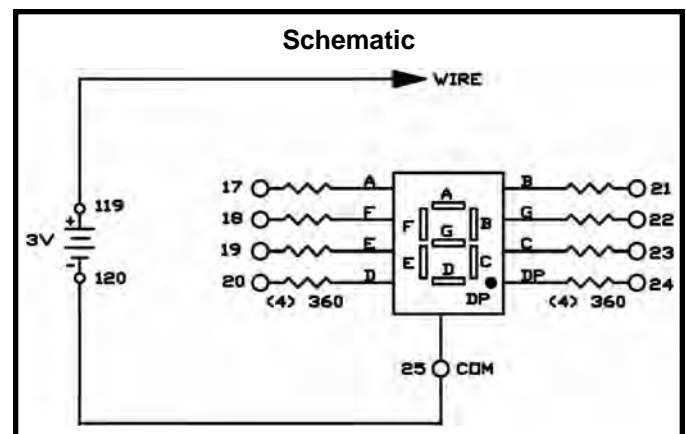 Schematic
WIRE
119
+
3V
-
120
17 A B 21
18 F G 22
19 E C 23
20 D DP 24
(4) 360 (4) 360
A
F B
G
E C
D
DP
25 COM